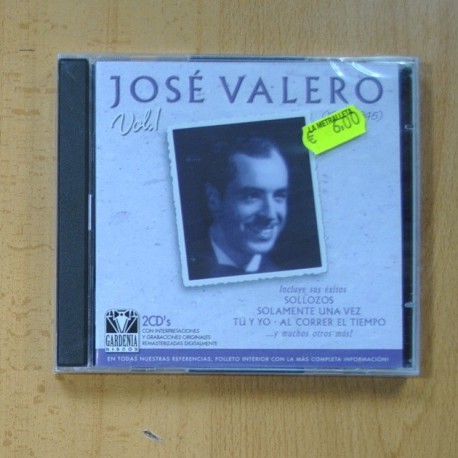 JOSÉ VALERO
Vol.1
LA METRALLETA
€ 6,00
Incluye sus éxitos
SOLLOZOS
SOLAMENTE UNA VEZ
TÚ Y YO - AL CORRER EL TIEMPO
...y muchos otros más!
GARDENIA
DISCOS
2CD's
CON INTERPRETACIONES
Y GRABACIONES ORIGINALES
REMASTERIZADAS DIGITALMENTE
EN TODAS NUESTRAS REFERENCIAS, FOLLETO INTERIOR CON LA MÁS COMPLETA INFORMACIÓN!